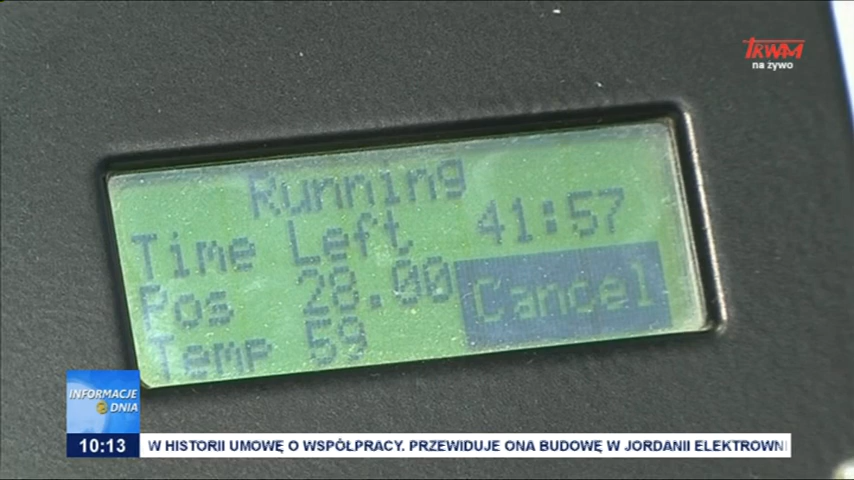 TRWAM
na żywo
Running
Time Left 41:57
Pos 28.00 Cancel
Temp 59
INFORMACJE
DNIA
10:13 W HISTORII UMOWĘ O WSPÓŁPRACY. PRZEWIDUJE ONA BUDOWĘ W JORDANII ELEKTROWNI